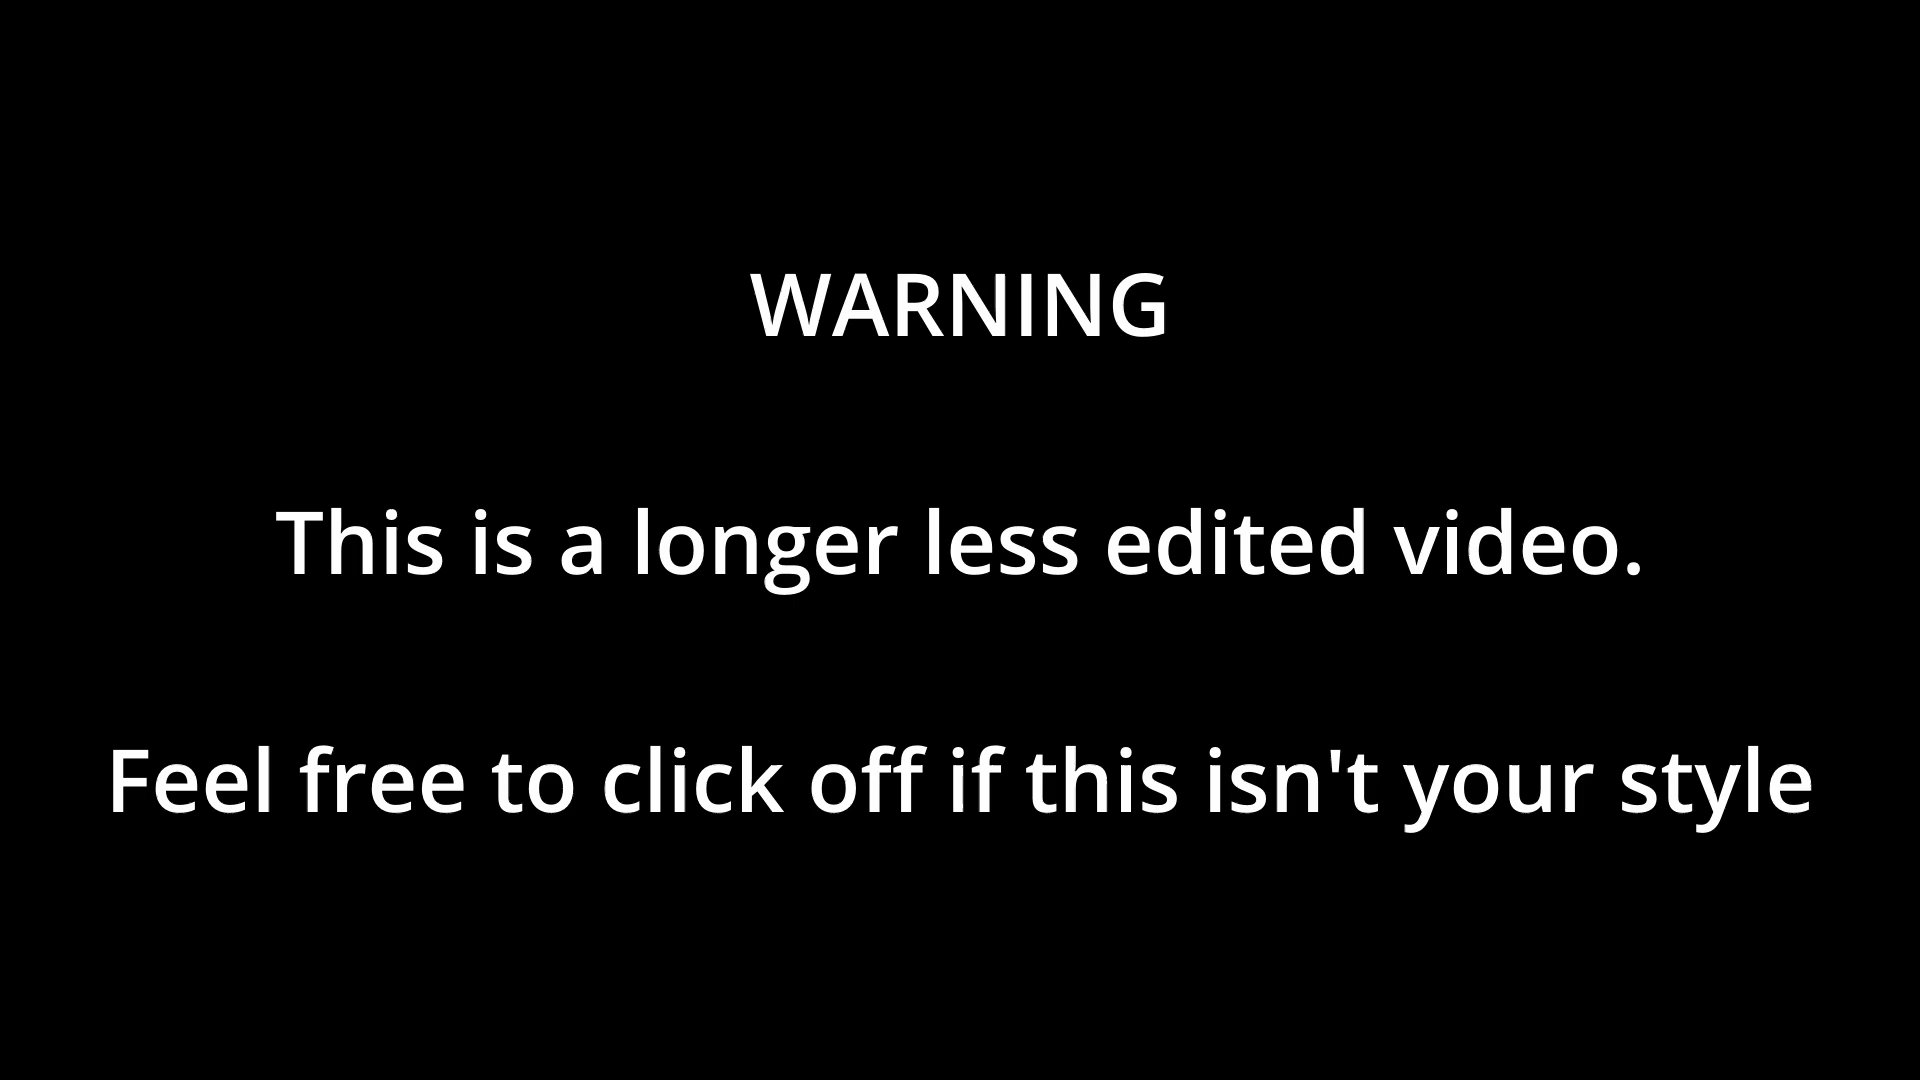 WARNING
This is a longer less edited video.
Feel free to click off if this isn't your style